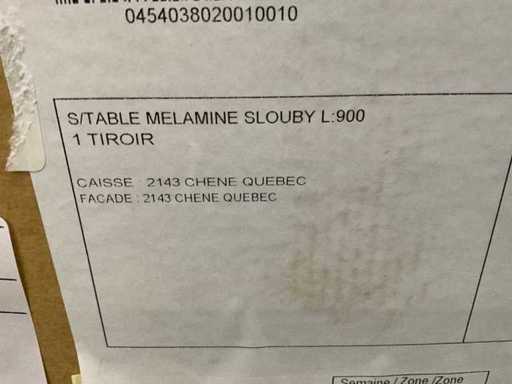 0454038020010010
S/TABLE MELAMINE SLOUBY L:900
1 TIROIR
CAISSE : 2143 CHENE QUEBEC
FACADE : 2143 CHENE QUEBEC
Semaine / Zone /Zone